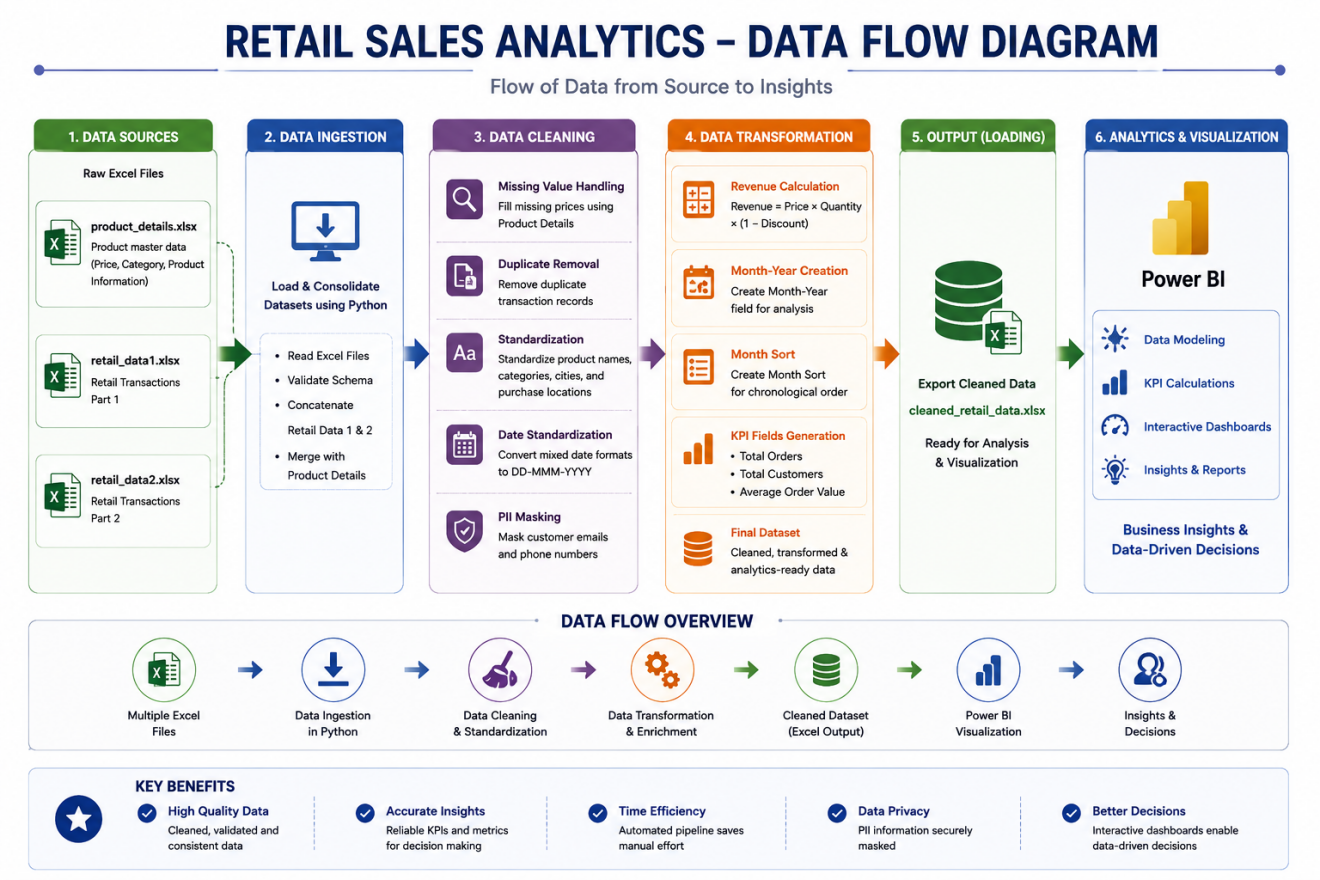 RETAIL SALES ANALYTICS – DATA FLOW DIAGRAM
Flow of Data from Source to Insights
1. DATA SOURCES
Raw Excel Files
product_details.xlsx
Product master data
(Price, Category, Product
Information)
retail_data1.xlsx
Retail Transactions
Part 1
retail_data2.xlsx
Retail Transactions
Part 2
2. DATA INGESTION
Load & Consolidate
Datasets using Python
• Read Excel Files
• Validate Schema
• Concatenate
Retail Data 1 & 2
• Merge with
Product Details
3. DATA CLEANING
Missing Value Handling
Fill missing prices using
Product Details
Duplicate Removal
Remove duplicate
transaction records
Aa
Standardization
Standardize product names,
categories, cities, and
purchase locations
Date Standardization
Convert mixed date formats
to DD-MMM-YYYY
PII Masking
Mask customer emails
and phone numbers
4. DATA TRANSFORMATION
Revenue Calculation
Revenue = Price × Quantity
× (1 – Discount)
Month-Year Creation
Create Month-Year
field for analysis
Month Sort
Create Month Sort
for chronological order
KPI Fields Generation
• Total Orders
• Total Customers
• Average Order Value
Final Dataset
Cleaned, transformed &
analytics-ready data
5. OUTPUT (LOADING)
Export Cleaned Data
cleaned_retail_data.xlsx
Ready for Analysis
& Visualization
6. ANALYTICS & VISUALIZATION
Power BI
Data Modeling
KPI Calculations
Interactive Dashboards
Insights & Reports
Business Insights &
Data-Driven Decisions
DATA FLOW OVERVIEW
Multiple Excel
Files
Data Ingestion
in Python
Data Cleaning
& Standardization
Data Transformation
& Enrichment
Cleaned Dataset
(Excel Output)
Power BI
Visualization
Insights &
Decisions
KEY BENEFITS
High Quality Data
Cleaned, validated and
consistent data
Accurate Insights
Reliable KPIs and metrics
for decision making
Time Efficiency
Automated pipeline saves
manual effort
Data Privacy
PII information securely
masked
Better Decisions
Interactive dashboards enable
data-driven decisions